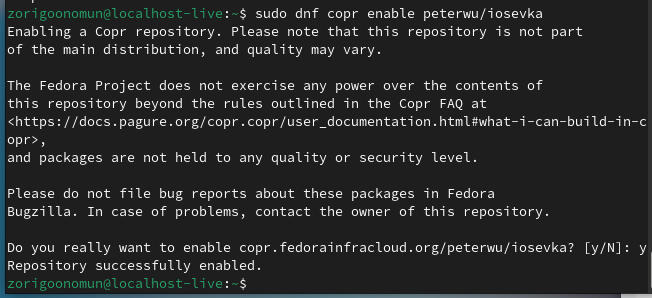 zorigoonomun@localhost-live:~$ sudo dnf copr enable peterwu/iosevka
Enabling a Copr repository. Please note that this repository is not part
of the main distribution, and quality may vary.

The Fedora Project does not exercise any power over the contents of
this repository beyond the rules outlined in the Copr FAQ at
<https://docs.pagure.org/copr.copr/user_documentation.html#what-i-can-build-in-c
opr>,
and packages are not held to any quality or security level.

Please do not file bug reports about these packages in Fedora
Bugzilla. In case of problems, contact the owner of this repository.

Do you really want to enable copr.fedorainfracloud.org/peterwu/iosevka? [y/N]: y
Repository successfully enabled.
zorigoonomun@localhost-live:~$